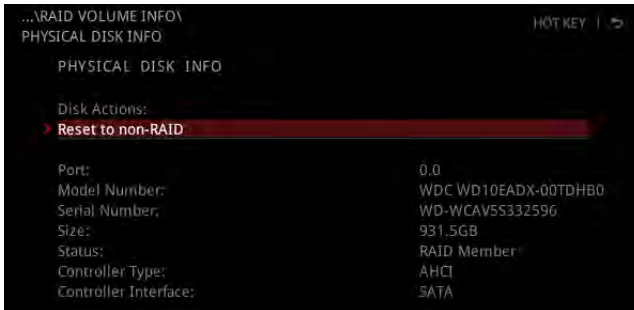 ...\RAID VOLUME INFO\
HOT KEY | ⮌
PHYSICAL DISK INFO
PHYSICAL DISK INFO
Disk Actions:
Reset to non-RAID
Port: 0.0
Model Number: WDC WD10EADX-00TDHB0
Serial Number: WD-WCAV5S332596
Size: 931.5GB
Status: RAID Member
Controller Type: AHCI
Controller Interface: SATA